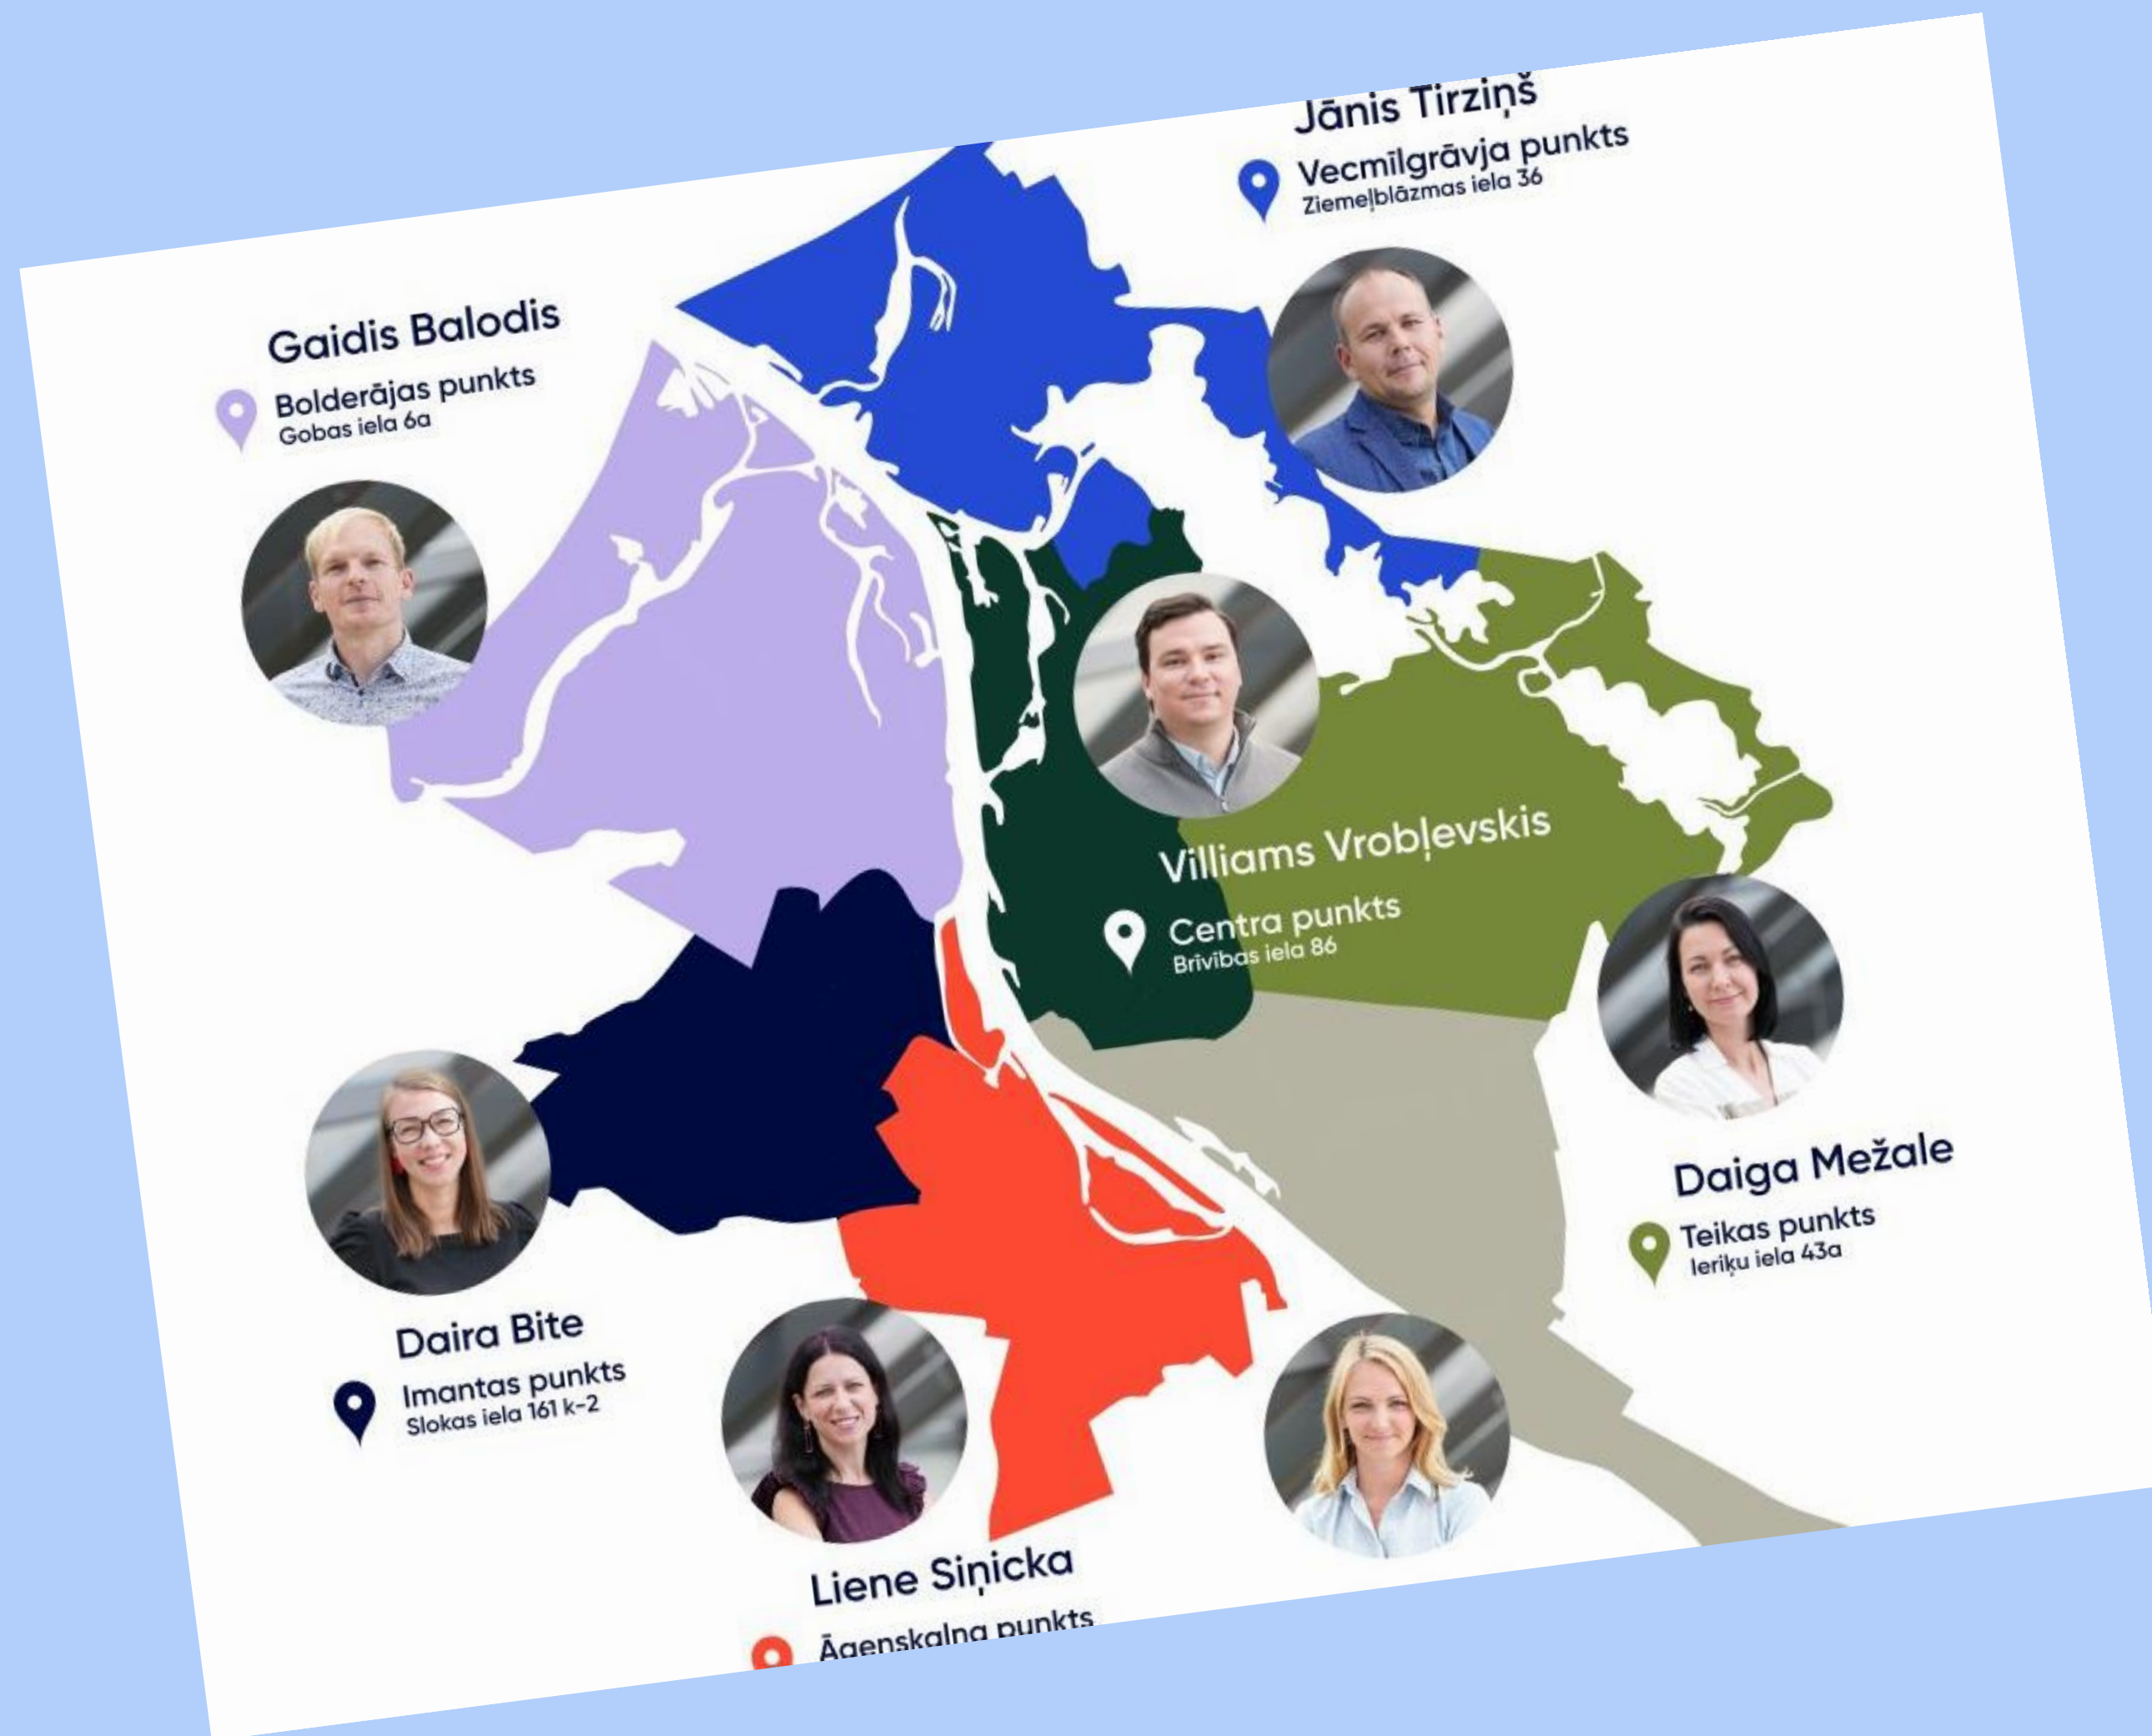 Jānis Tirziņš
Vecmīlgrāvja punkts
Ziemeļblāzmas iela 36
Gaidis Balodis
Bolderājas punkts
Gobas iela 6a
Villiams Vrobļevskis
Centra punkts
Brīvības iela 86
Daiga Mežale
Teikas punkts
Ieriķu iela 43a
Daira Bite
Imantas punkts
Slokas iela 161 k-2
Liene Siņicka
Āgenskalna punkts